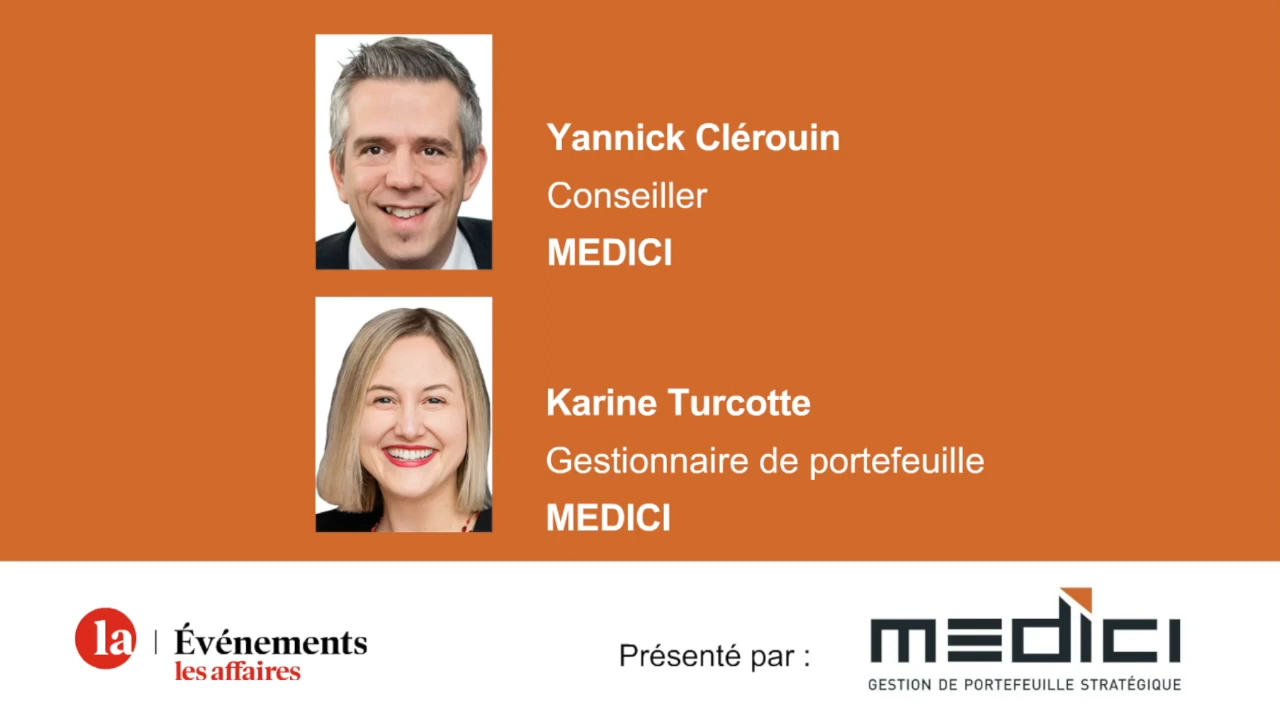 Yannick Clérouin
Conseiller
MEDICI
Karine Turcotte
Gestionnaire de portefeuille
MEDICI
la | Événements
les affaires
Présenté par :
MEDICI
GESTION DE PORTEFEUILLE STRATÉGIQUE